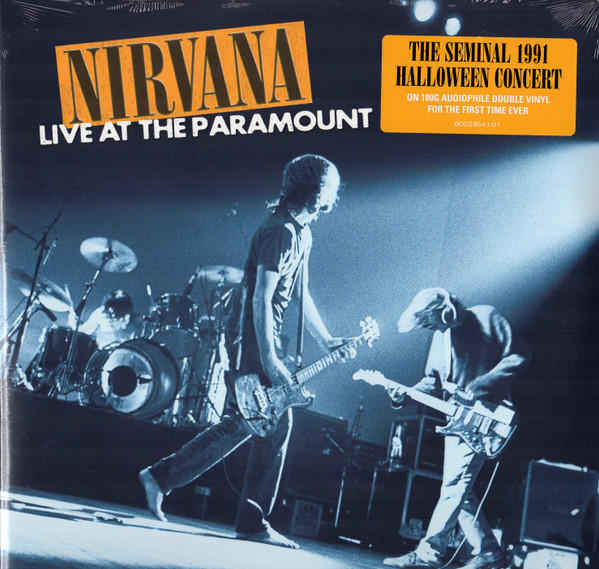 NIRVANA
LIVE AT THE PARAMOUNT
THE SEMINAL 1991
HALLOWEEN CONCERT
ON 180G AUDIOPHILE DOUBLE VINYL
FOR THE FIRST TIME EVER
B0029541-01